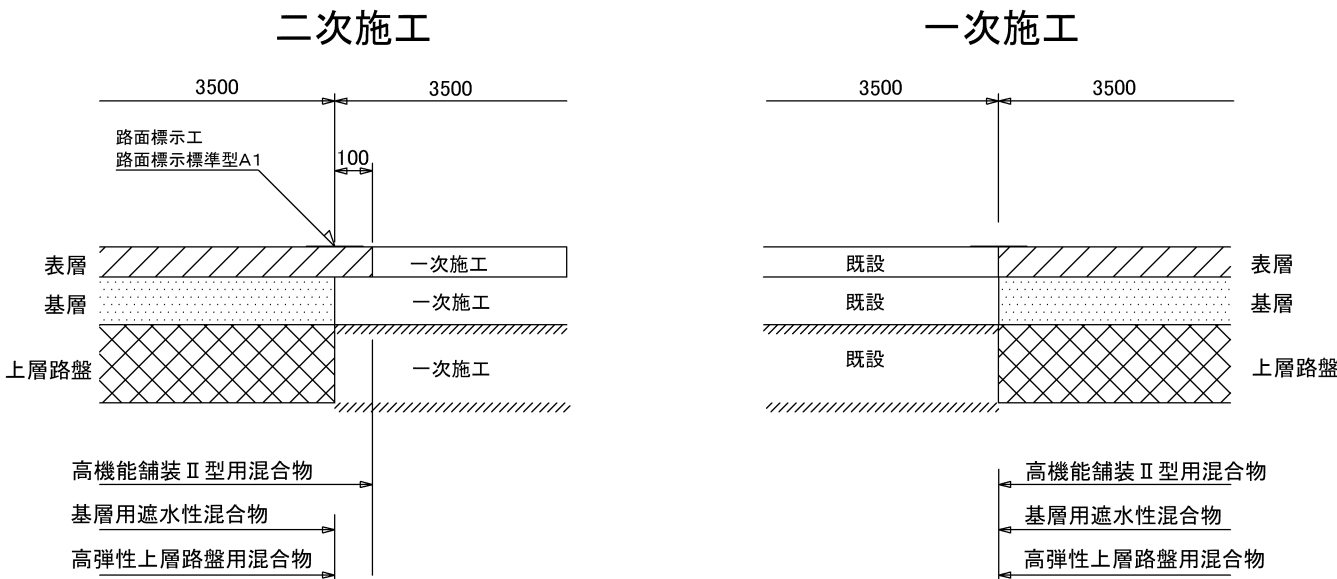 二次施工
3500
3500
路面標示工
路面標示標準型A1
100
表層
一次施工
基層
一次施工
上層路盤
一次施工
高機能舗装Ⅱ型用混合物
基層用遮水性混合物
高弾性上層路盤用混合物
一次施工
3500
3500
既設
表層
既設
基層
既設
上層路盤
高機能舗装Ⅱ型用混合物
基層用遮水性混合物
高弾性上層路盤用混合物